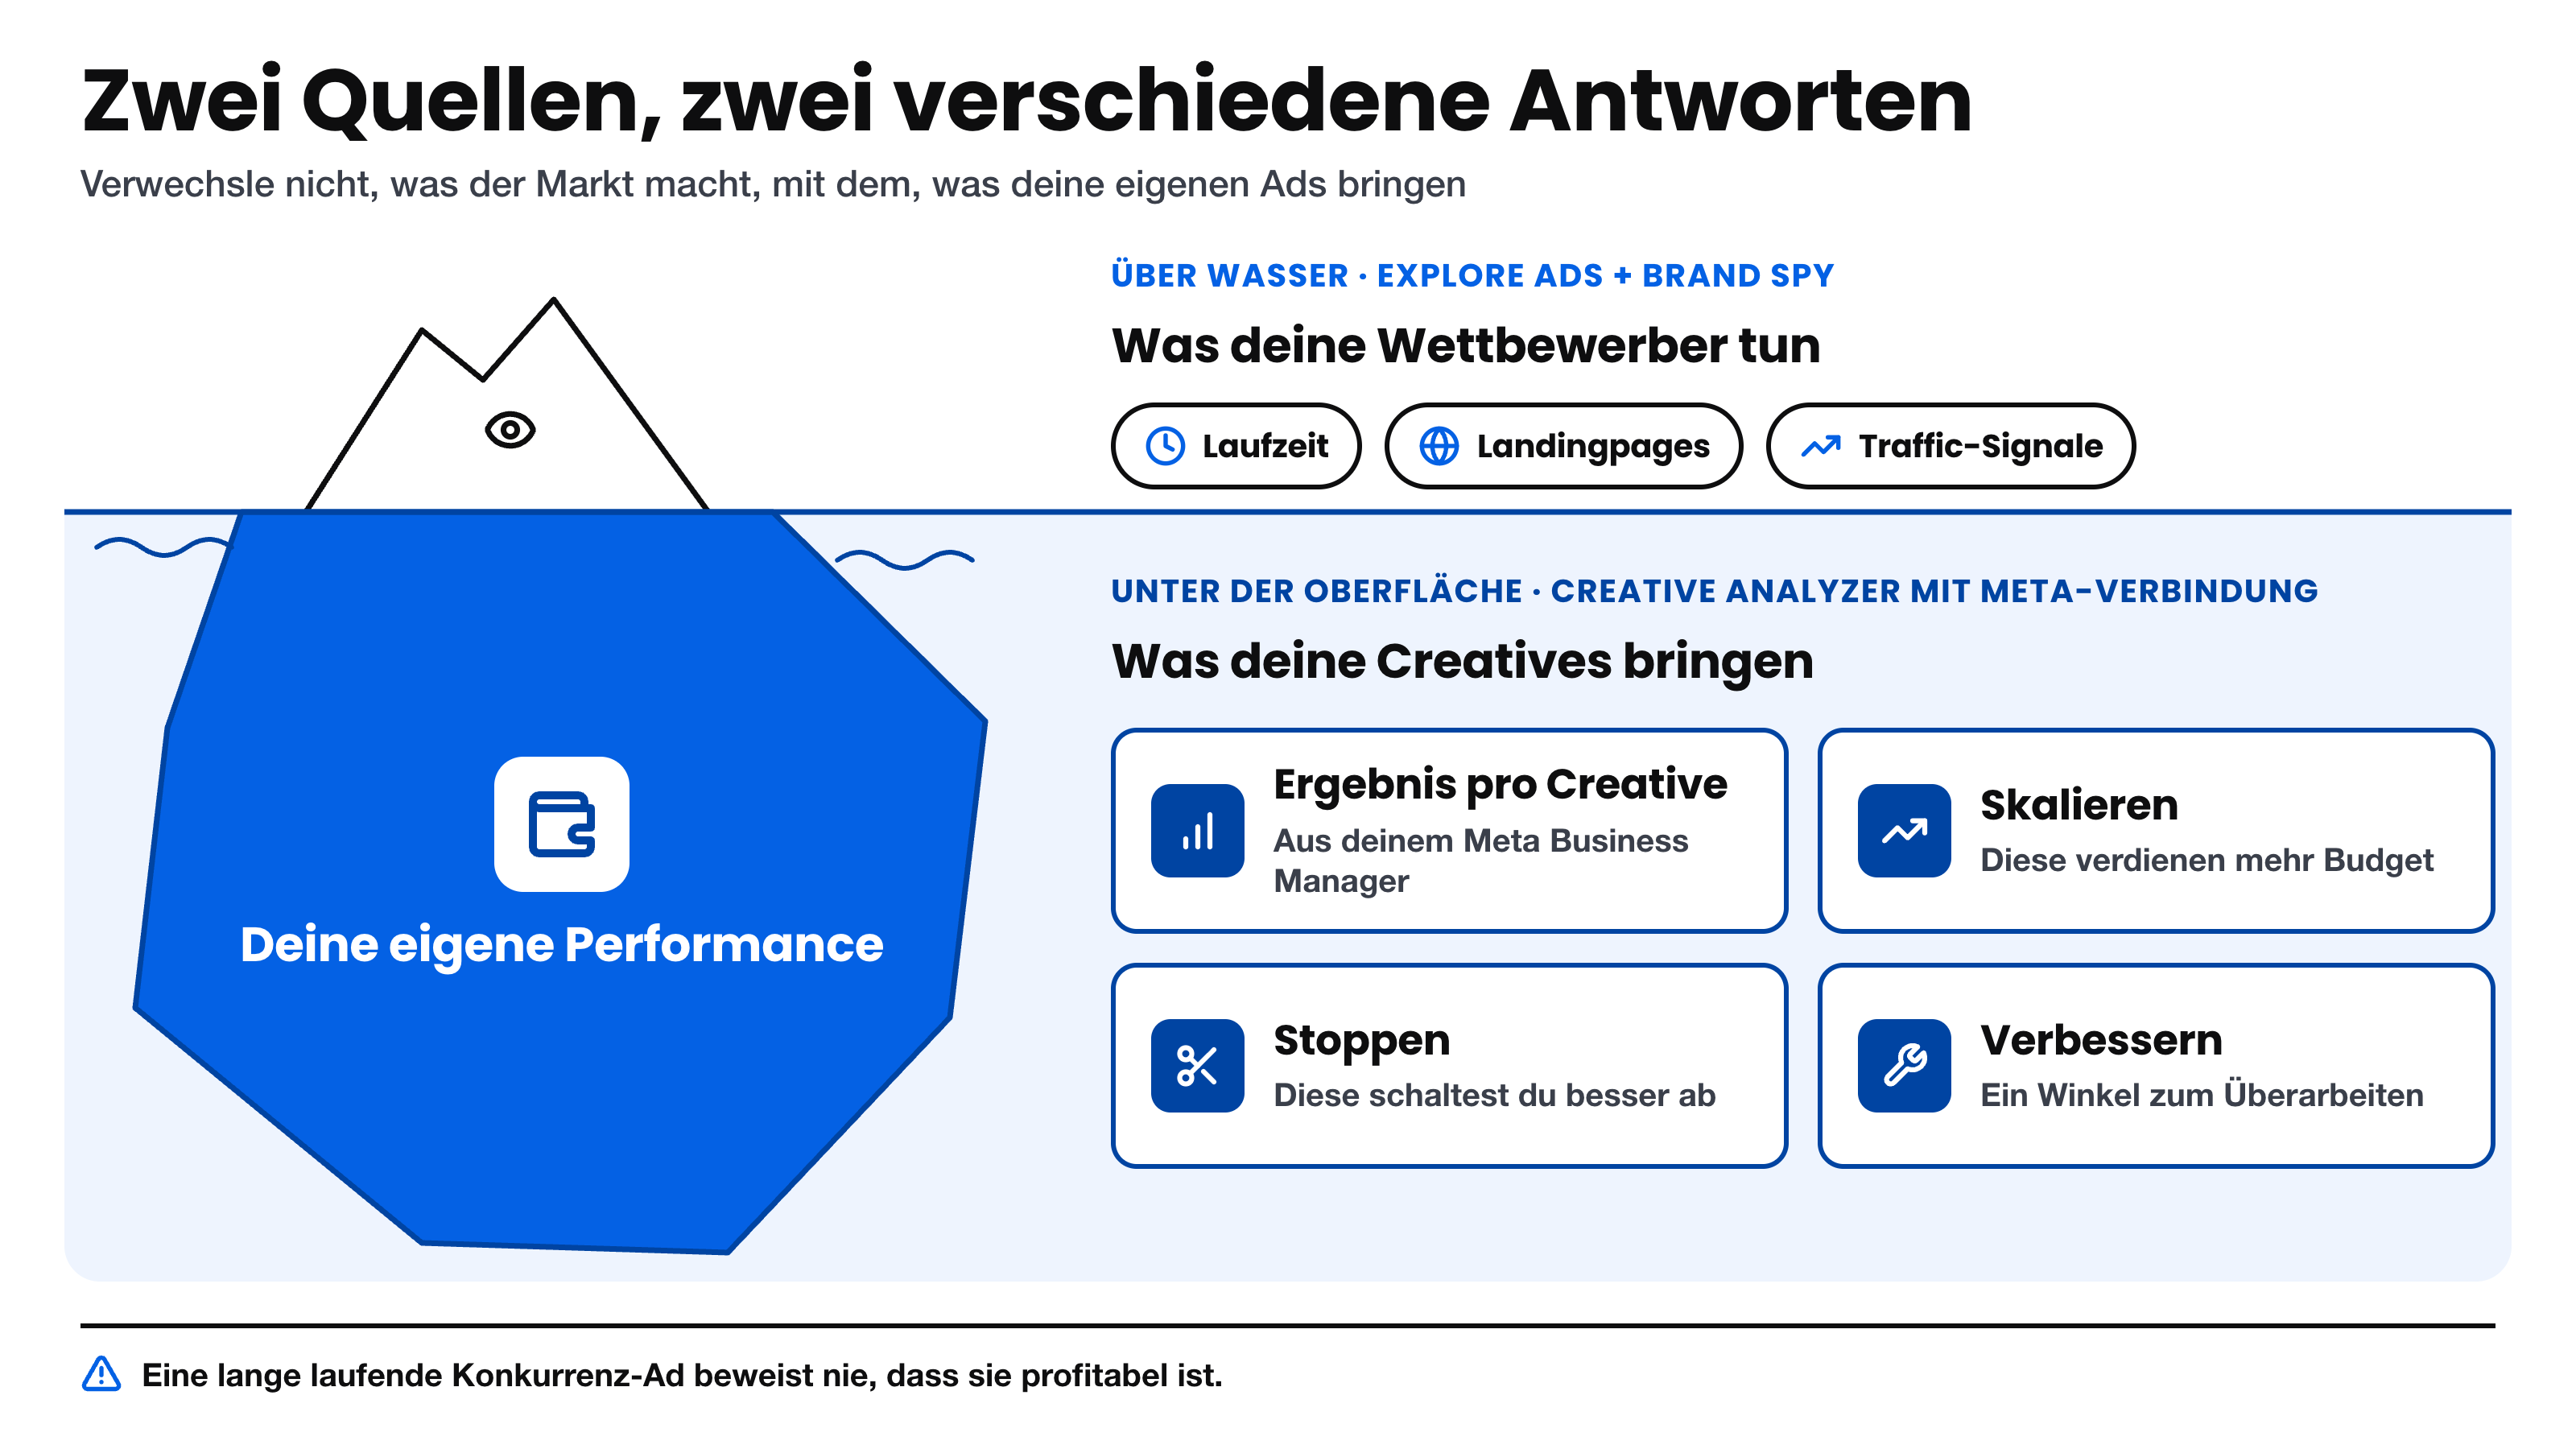 Zwei Quellen, zwei verschiedene Antworten
Verwechsle nicht, was der Markt macht, mit dem, was deine eigenen Ads bringen
ÜBER WASSER · EXPLORE ADS + BRAND SPY
Was deine Wettbewerber tun
Laufzeit
Landingpages
Traffic-Signale
UNTER DER OBERFLÄCHE · CREATIVE ANALYZER MIT META-VERBINDUNG
Was deine Creatives bringen
Deine eigene Performance
Ergebnis pro Creative
Aus deinem Meta Business
Manager
Skalieren
Diese verdienen mehr Budget
Stoppen
Diese schaltest du besser ab
Verbessern
Ein Winkel zum Überarbeiten
Eine lange laufende Konkurrenz-Ad beweist nie, dass sie profitabel ist.